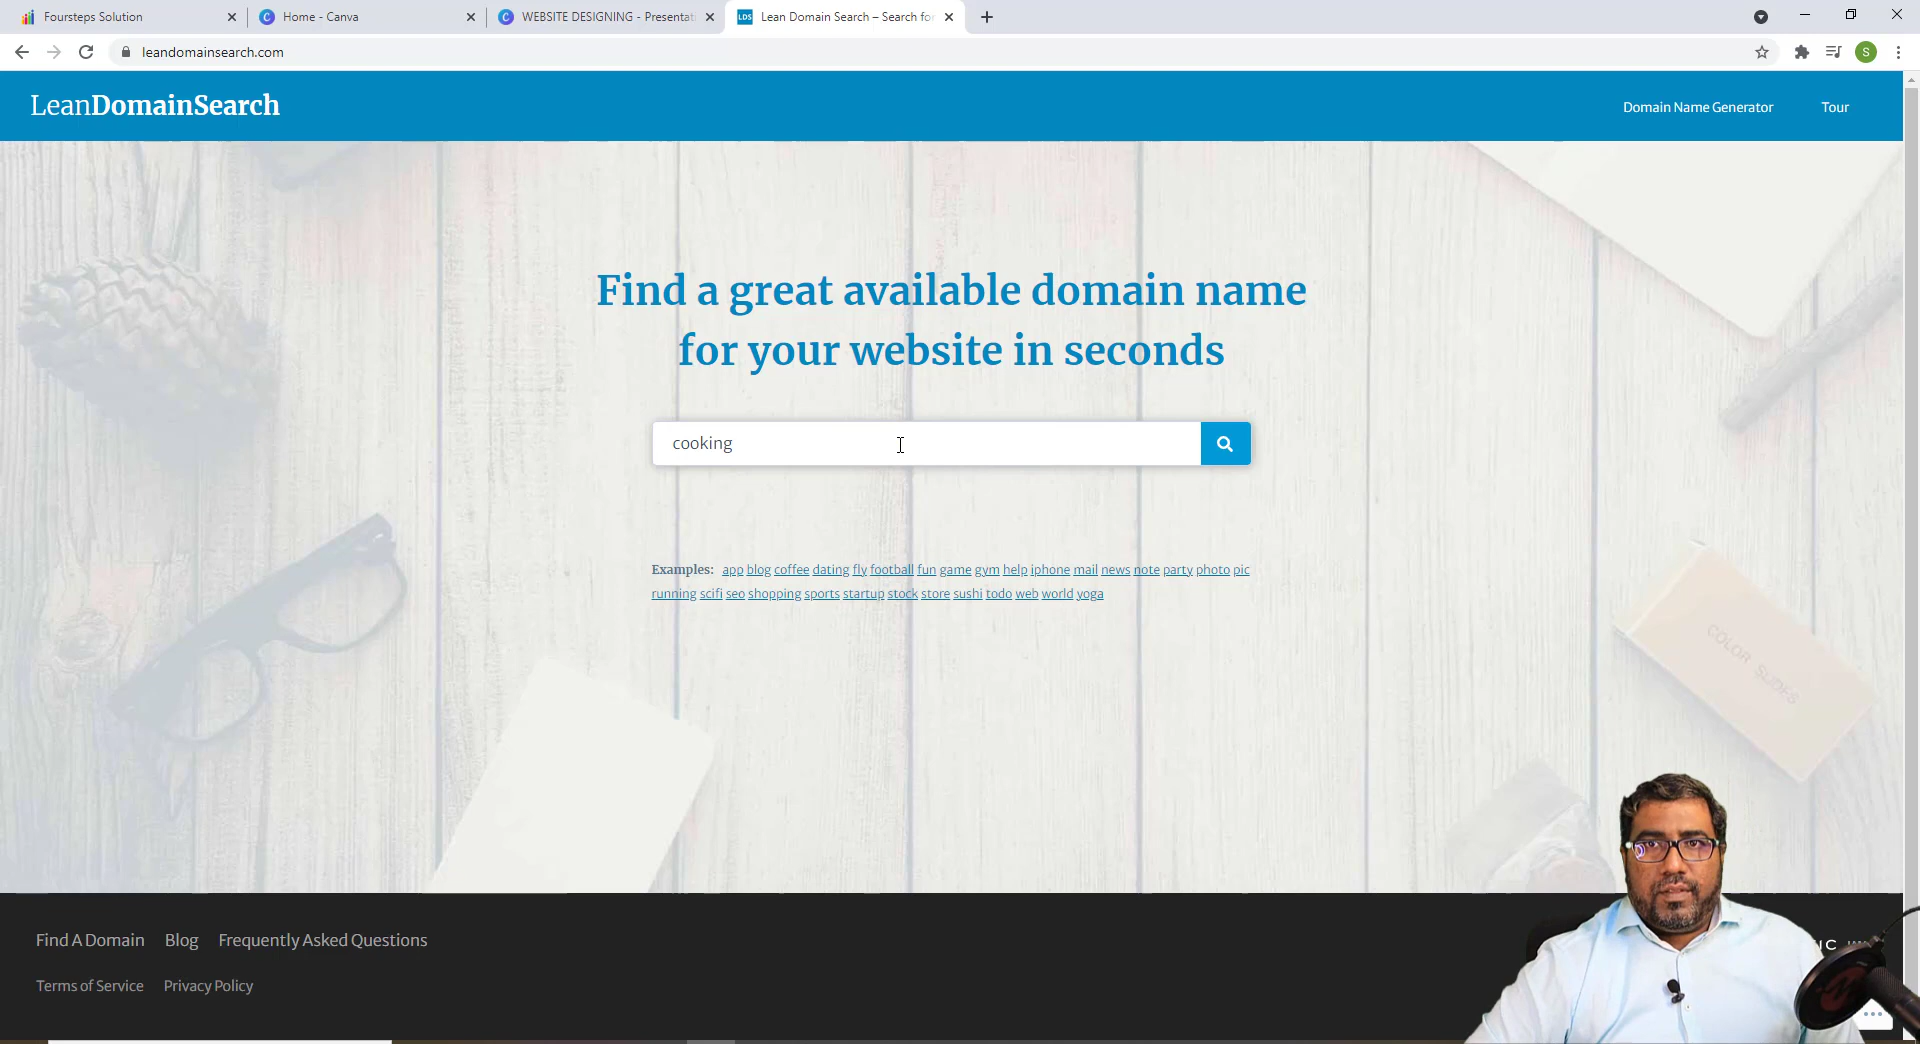 Foursteps Solution
Home - Canva
WEBSITE DESIGNING - Presentat
Lean Domain Search – Search for
leandomainsearch.com
S
LeanDomainSearch
Domain Name Generator
Tour
Find a great available domain name
for your website in seconds
cooking
Examples: app blog coffee dating fly football fun game gym help iphone mail news note party photo pic
running scifi seo shopping sports startup stock store sushi todo web world yoga
COLOR SLIDES
Find A Domain Blog Frequently Asked Questions
Terms of Service Privacy Policy